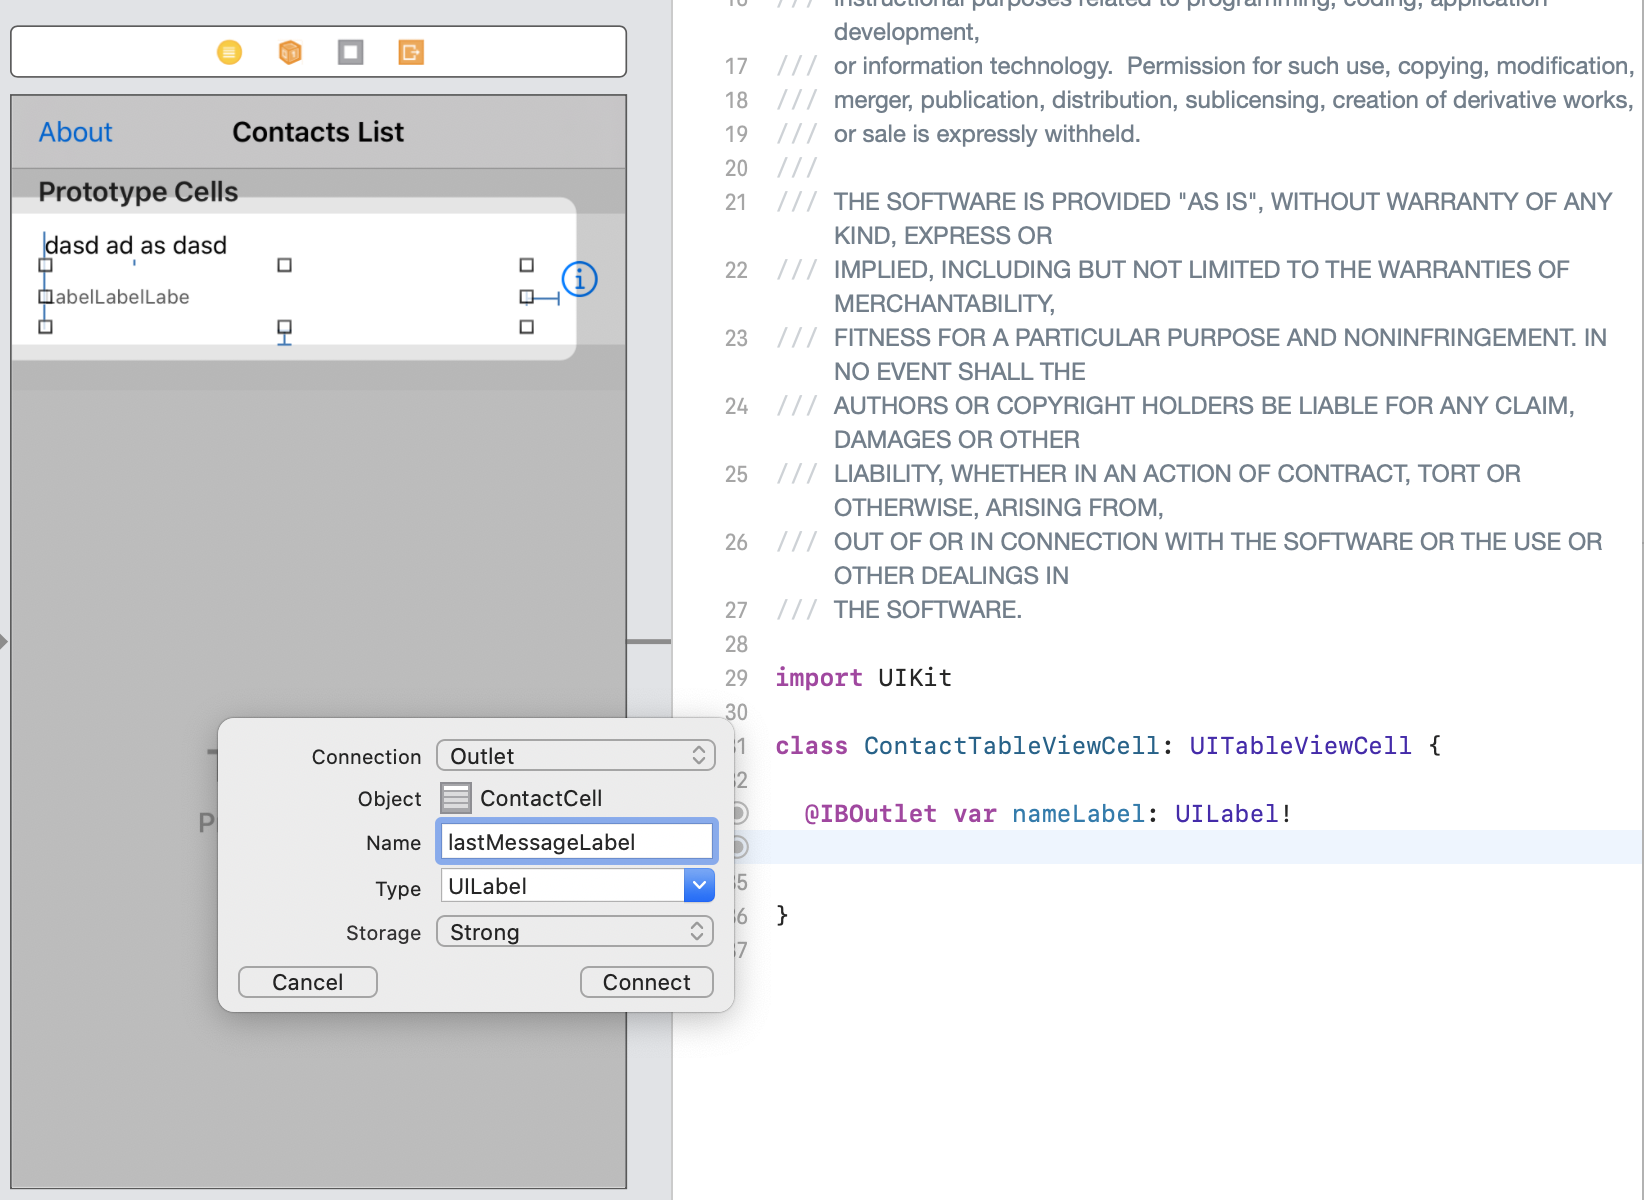 About
Contacts List
Prototype Cells
dasd ad as dasd
LabelLabelLabe
Connection
Outlet
Object
ContactCell
Name
lastMessageLabel
Type
UILabel
Storage
Strong
Cancel
Connect
16 /// instructional purposes related to programming, coding, application
development,
17 /// or information technology.  Permission for such use, copying, modification,
18 /// merger, publication, distribution, sublicensing, creation of derivative works,
19 /// or sale is expressly withheld.
20 ///
21 /// THE SOFTWARE IS PROVIDED "AS IS", WITHOUT WARRANTY OF ANY
KIND, EXPRESS OR
22 /// IMPLIED, INCLUDING BUT NOT LIMITED TO THE WARRANTIES OF
MERCHANTABILITY,
23 /// FITNESS FOR A PARTICULAR PURPOSE AND NONINFRINGEMENT. IN
NO EVENT SHALL THE
24 /// AUTHORS OR COPYRIGHT HOLDERS BE LIABLE FOR ANY CLAIM,
DAMAGES OR OTHER
25 /// LIABILITY, WHETHER IN AN ACTION OF CONTRACT, TORT OR
OTHERWISE, ARISING FROM,
26 /// OUT OF OR IN CONNECTION WITH THE SOFTWARE OR THE USE OR
OTHER DEALINGS IN
27 /// THE SOFTWARE.
28
29 import UIKit
30
31 class ContactTableViewCell: UITableViewCell {
32
@IBOutlet var nameLabel: UILabel!
35
36 }
37